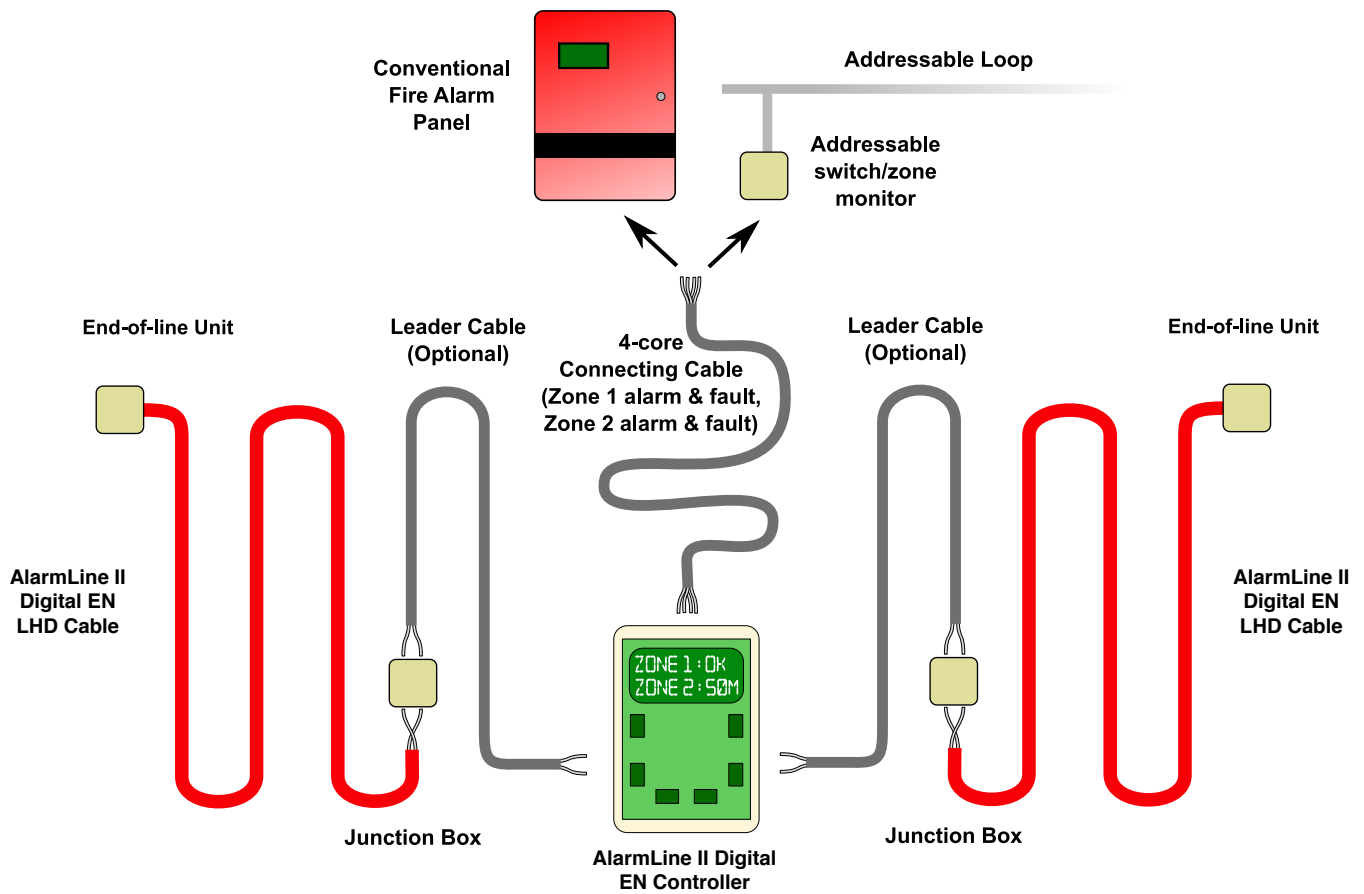 Conventional
Fire Alarm
Panel
Addressable Loop
Addressable
switch/zone
monitor
End-of-line Unit
Leader Cable
(Optional)
4-core
Connecting Cable
(Zone 1 alarm & fault,
Zone 2 alarm & fault)
Leader Cable
(Optional)
End-of-line Unit
AlarmLine II
Digital EN
LHD Cable
ZONE 1:OK
ZONE 2:50M
AlarmLine II
Digital EN
LHD Cable
Junction Box
Junction Box
AlarmLine II Digital
EN Controller